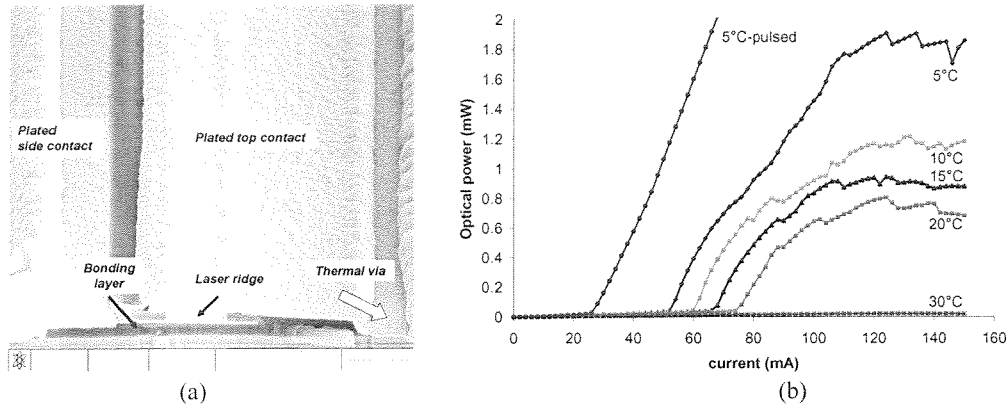 Plated
side contact
Plated top contact
Bonding
layer
Laser ridge
Thermal via
(a)
Optical power (mW)
2
1.8
1.6
1.4
1.2
1
0.8
0.6
0.4
0.2
0
0 20 40 60 80 100 120 140 160
current (mA)
5°C-pulsed
5°C
10°C
15°C
20°C
30°C
(b)